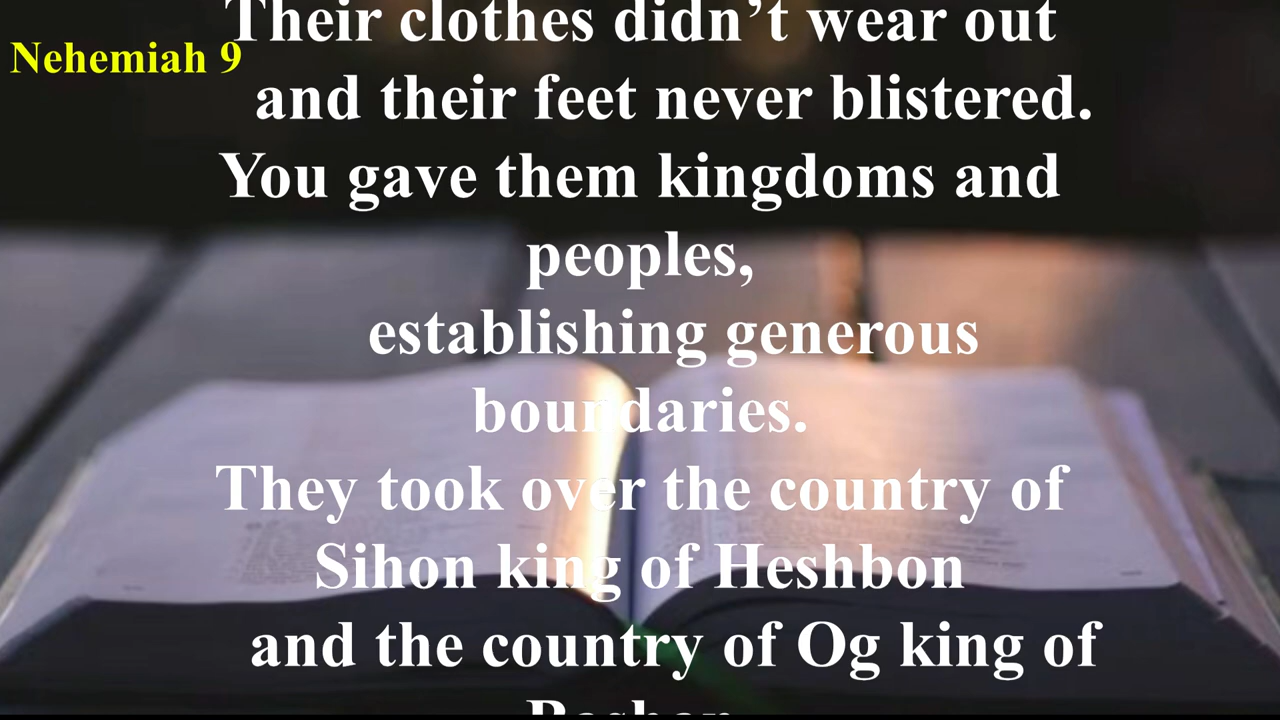 Their clothes didn’t wear out
Nehemiah 9
and their feet never blistered.
You gave them kingdoms and
peoples,
establishing generous
boundaries.
They took over the country of
Sihon king of Heshbon
and the country of Og king of